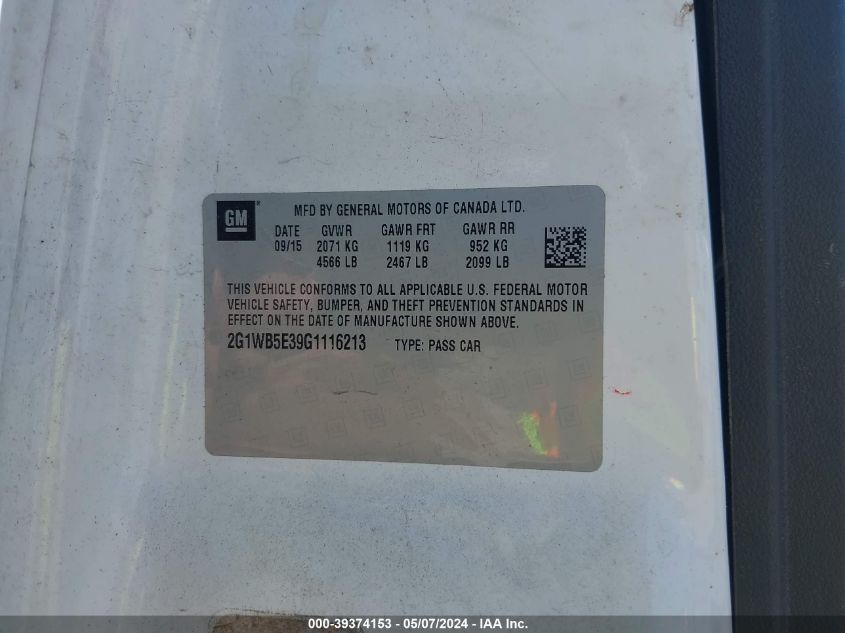 GM®
MFD BY GENERAL MOTORS OF CANADA LTD.
DATE GVWR GAWR FRT GAWR RR
09/15 2071 KG 1119 KG 952 KG
4566 LB 2467 LB 2099 LB
THIS VEHICLE CONFORMS TO ALL APPLICABLE U.S. FEDERAL MOTOR
VEHICLE SAFETY, BUMPER, AND THEFT PREVENTION STANDARDS IN
EFFECT ON THE DATE OF MANUFACTURE SHOWN ABOVE.
2G1WB5E39G1116213 TYPE: PASS CAR
000-39374153 - 05/07/2024 - IAA Inc.